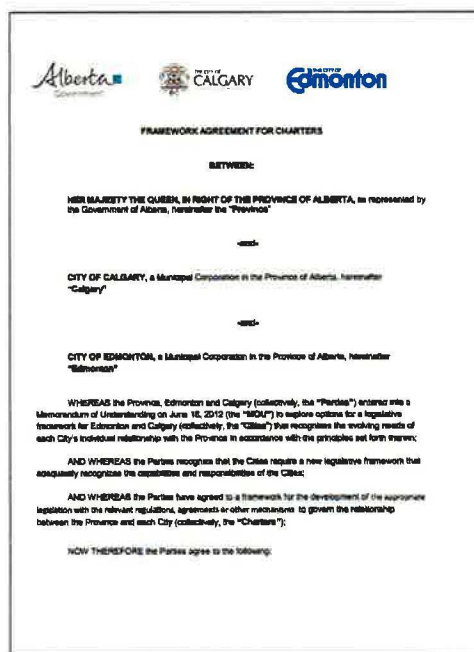 Alberta
Government
THE CITY OF
CALGARY
THE CITY OF
Edmonton
FRAMEWORK AGREEMENT FOR CHARTERS
BETWEEN:
HER MAJESTY THE QUEEN, IN RIGHT OF THE PROVINCE OF ALBERTA, as represented by
the Government of Alberta, hereinafter the "Province"
-and-
CITY OF CALGARY, a Municipal Corporation in the Province of Alberta, hereinafter
"Calgary"
-and-
CITY OF EDMONTON, a Municipal Corporation in the Province of Alberta, hereinafter
"Edmonton"
WHEREAS the Province, Edmonton and Calgary (collectively, the "Parties") entered into a
Memorandum of Understanding on June 18, 2012 (the "MOU") to explore options for a legislative
framework for Edmonton and Calgary (collectively, the "Cities") that recognizes the evolving needs of
each City's individual relationship with the Province in accordance with the principles set forth therein;
AND WHEREAS the Parties recognize that the Cities require a new legislative framework that
adequately recognizes the capabilities and responsibilities of the Cities;
AND WHEREAS the Parties have agreed to a framework for the development of the appropriate
legislation with the relevant regulations, agreements or other mechanisms to govern the relationship
between the Province and each City (collectively, the "Charters");
NOW THEREFORE the Parties agree to the following: